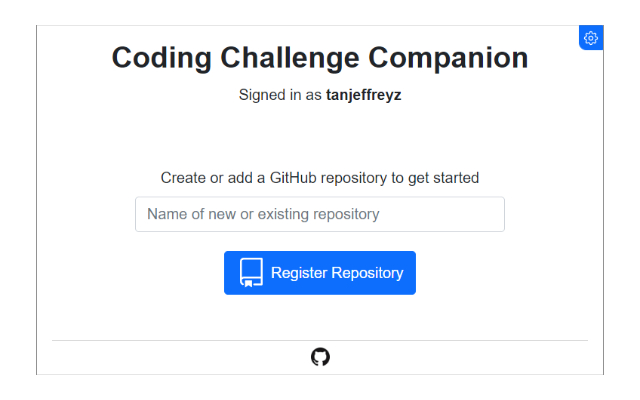 Coding Challenge Companion
Signed in as tanjeffreyz
Create or add a GitHub repository to get started
Name of new or existing repository
Register Repository